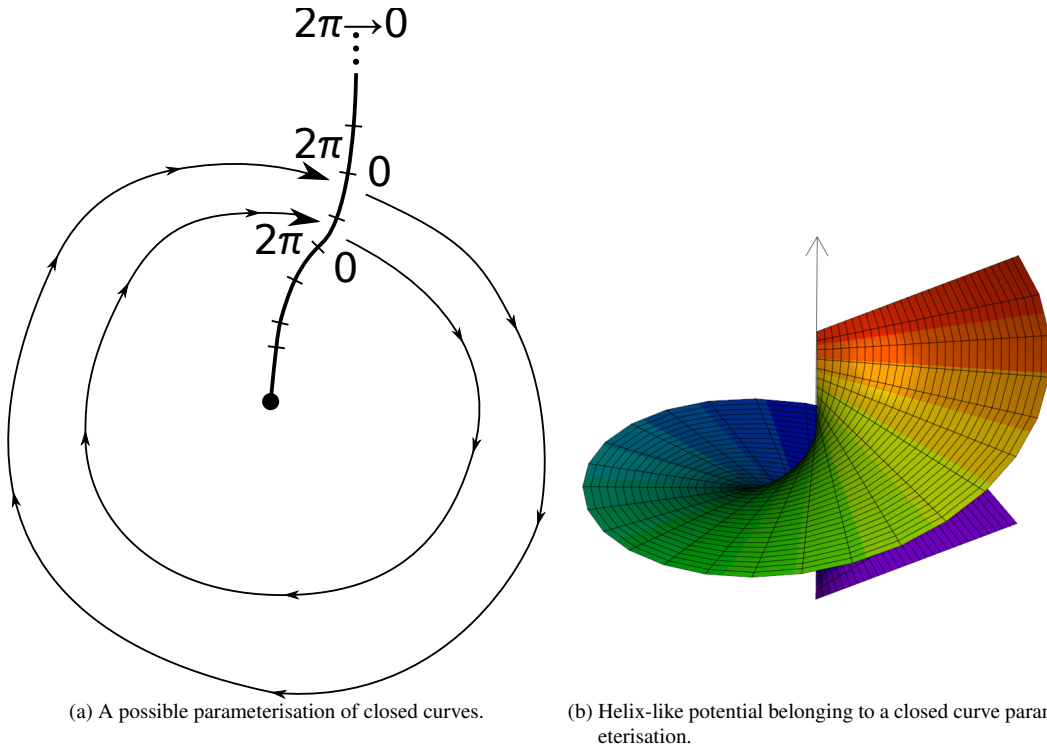 2π→0
2π
0
2π
0
(a) A possible parameterisation of closed curves.
(b) Helix-like potential belonging to a closed curve param
eterisation.